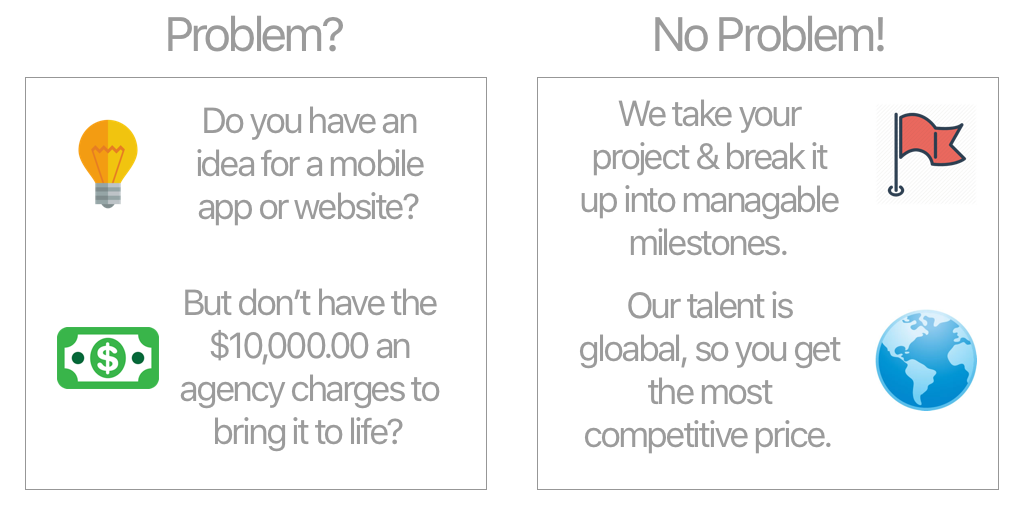 Problem?
Do you have an
idea for a mobile
app or website?
But don't have the
$10,000.00 an
agency charges to
bring it to life?
No Problem!
We take your
project & break it
up into managable
milestones.
Our talent is
gloabal, so you get
the most
competitive price.